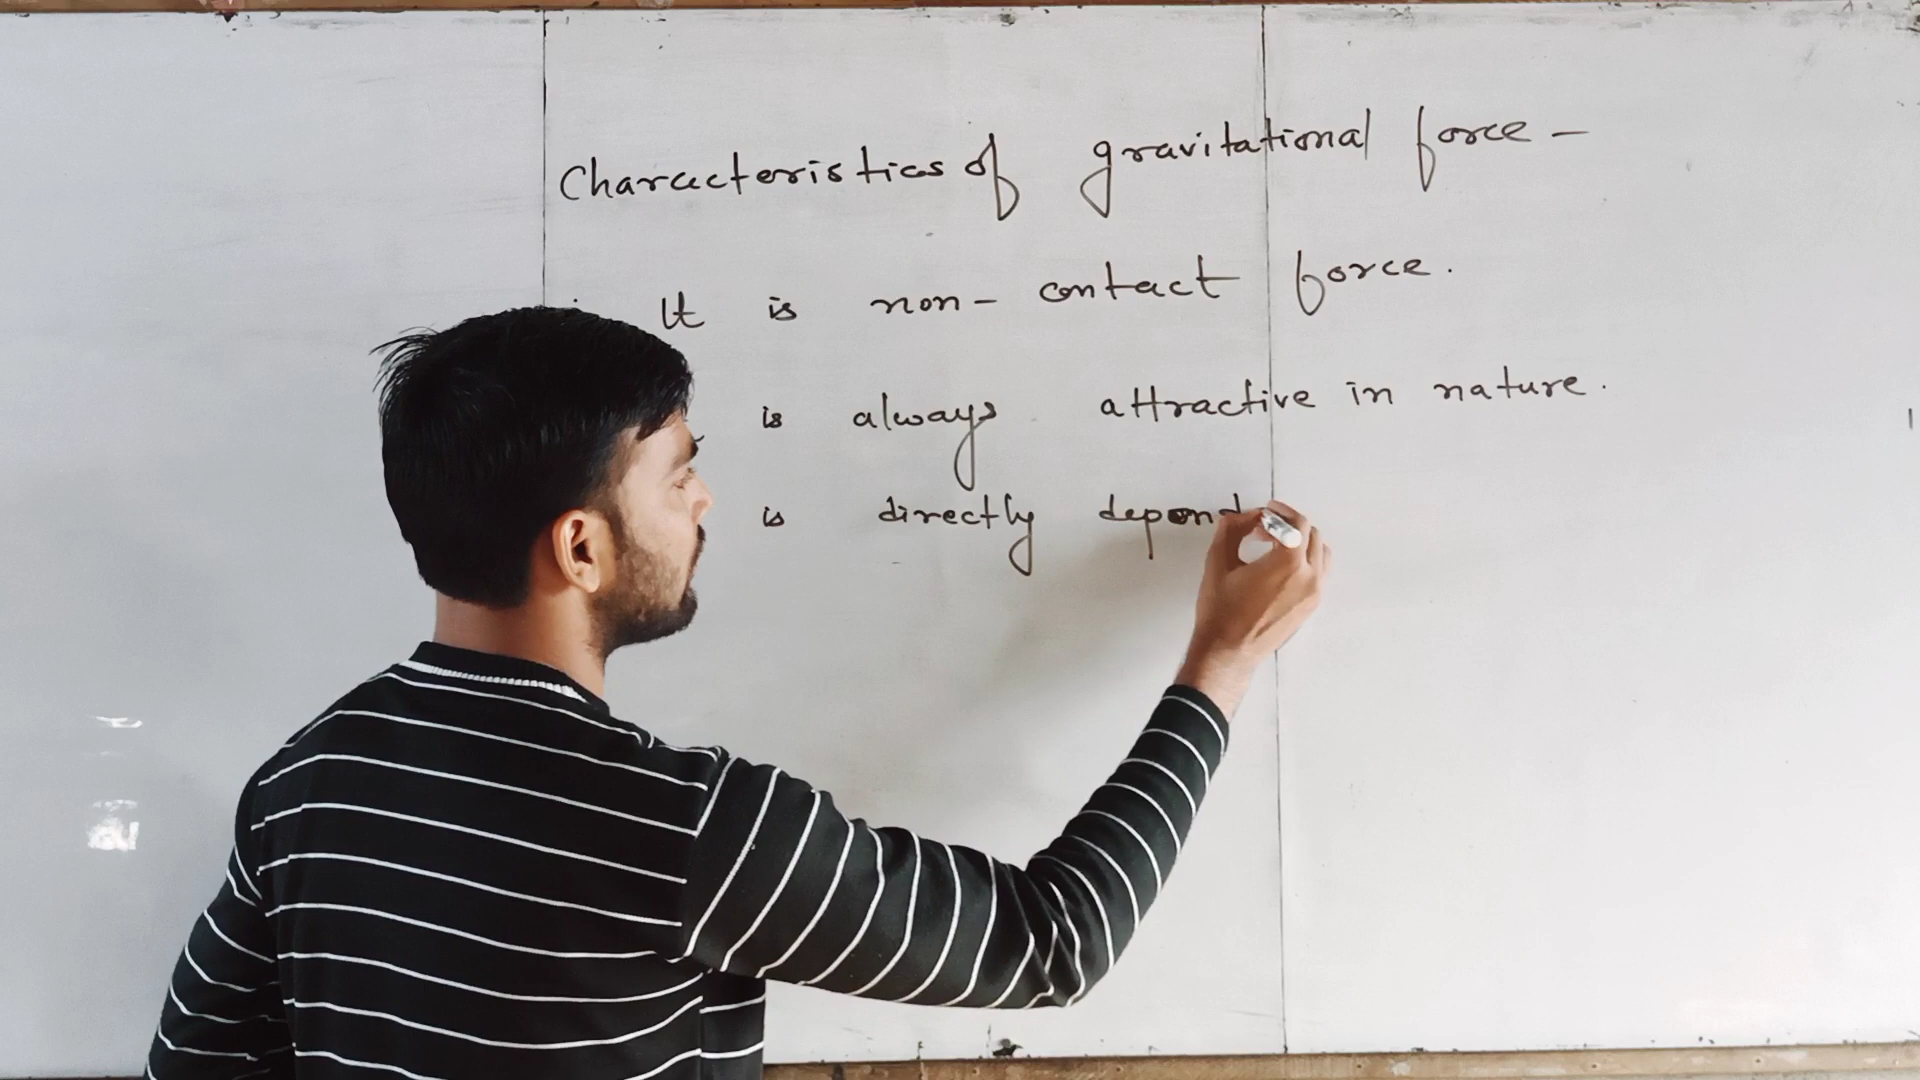 Characteristics of gravitational force -
It is non- contact force.
is always attractive in nature.
is directly depend